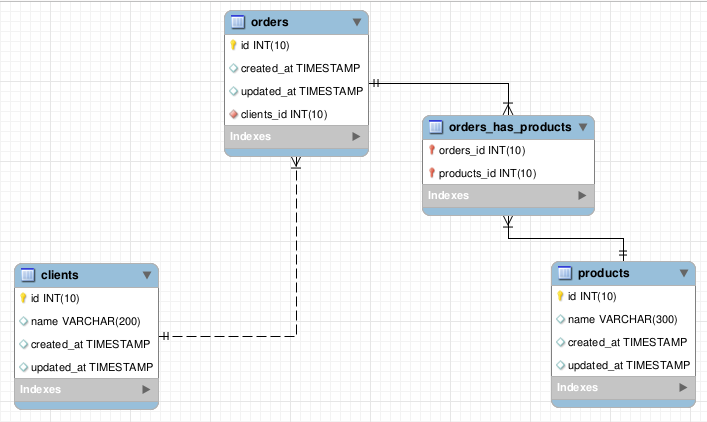 orders
id INT(10)
created_at TIMESTAMP
updated_at TIMESTAMP
clients_id INT(10)
Indexes
orders_has_products
orders_id INT(10)
products_id INT(10)
Indexes
clients
id INT(10)
name VARCHAR(200)
created_at TIMESTAMP
updated_at TIMESTAMP
Indexes
products
id INT(10)
name VARCHAR(300)
created_at TIMESTAMP
updated_at TIMESTAMP
Indexes